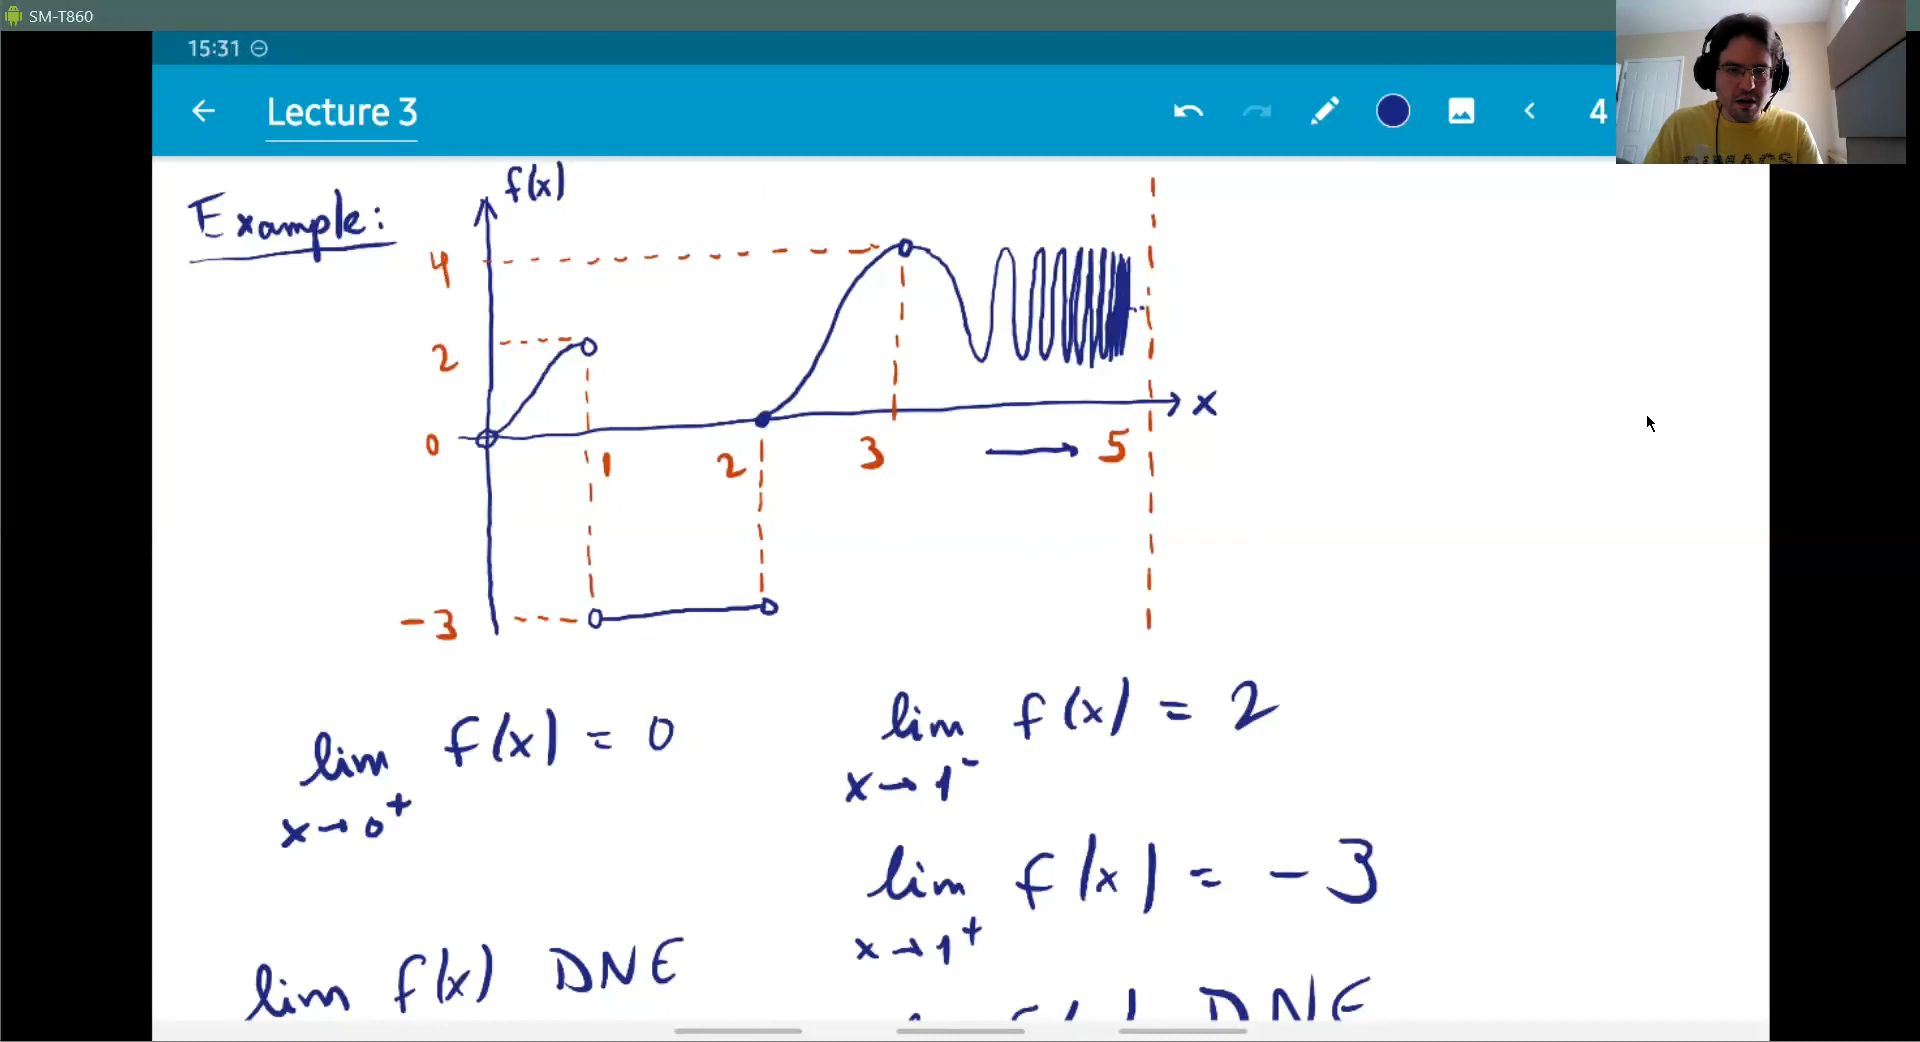 SM-T860
15:31
Lecture 3
4
Example:
f(x)
4
2
0
1
2
3
5
x
-3
lim f(x) = 0
x→0⁺
lim f(x) = 2
x→1⁻
lim f(x) = -3
x→1⁺
lim f(x) DNE
DNE